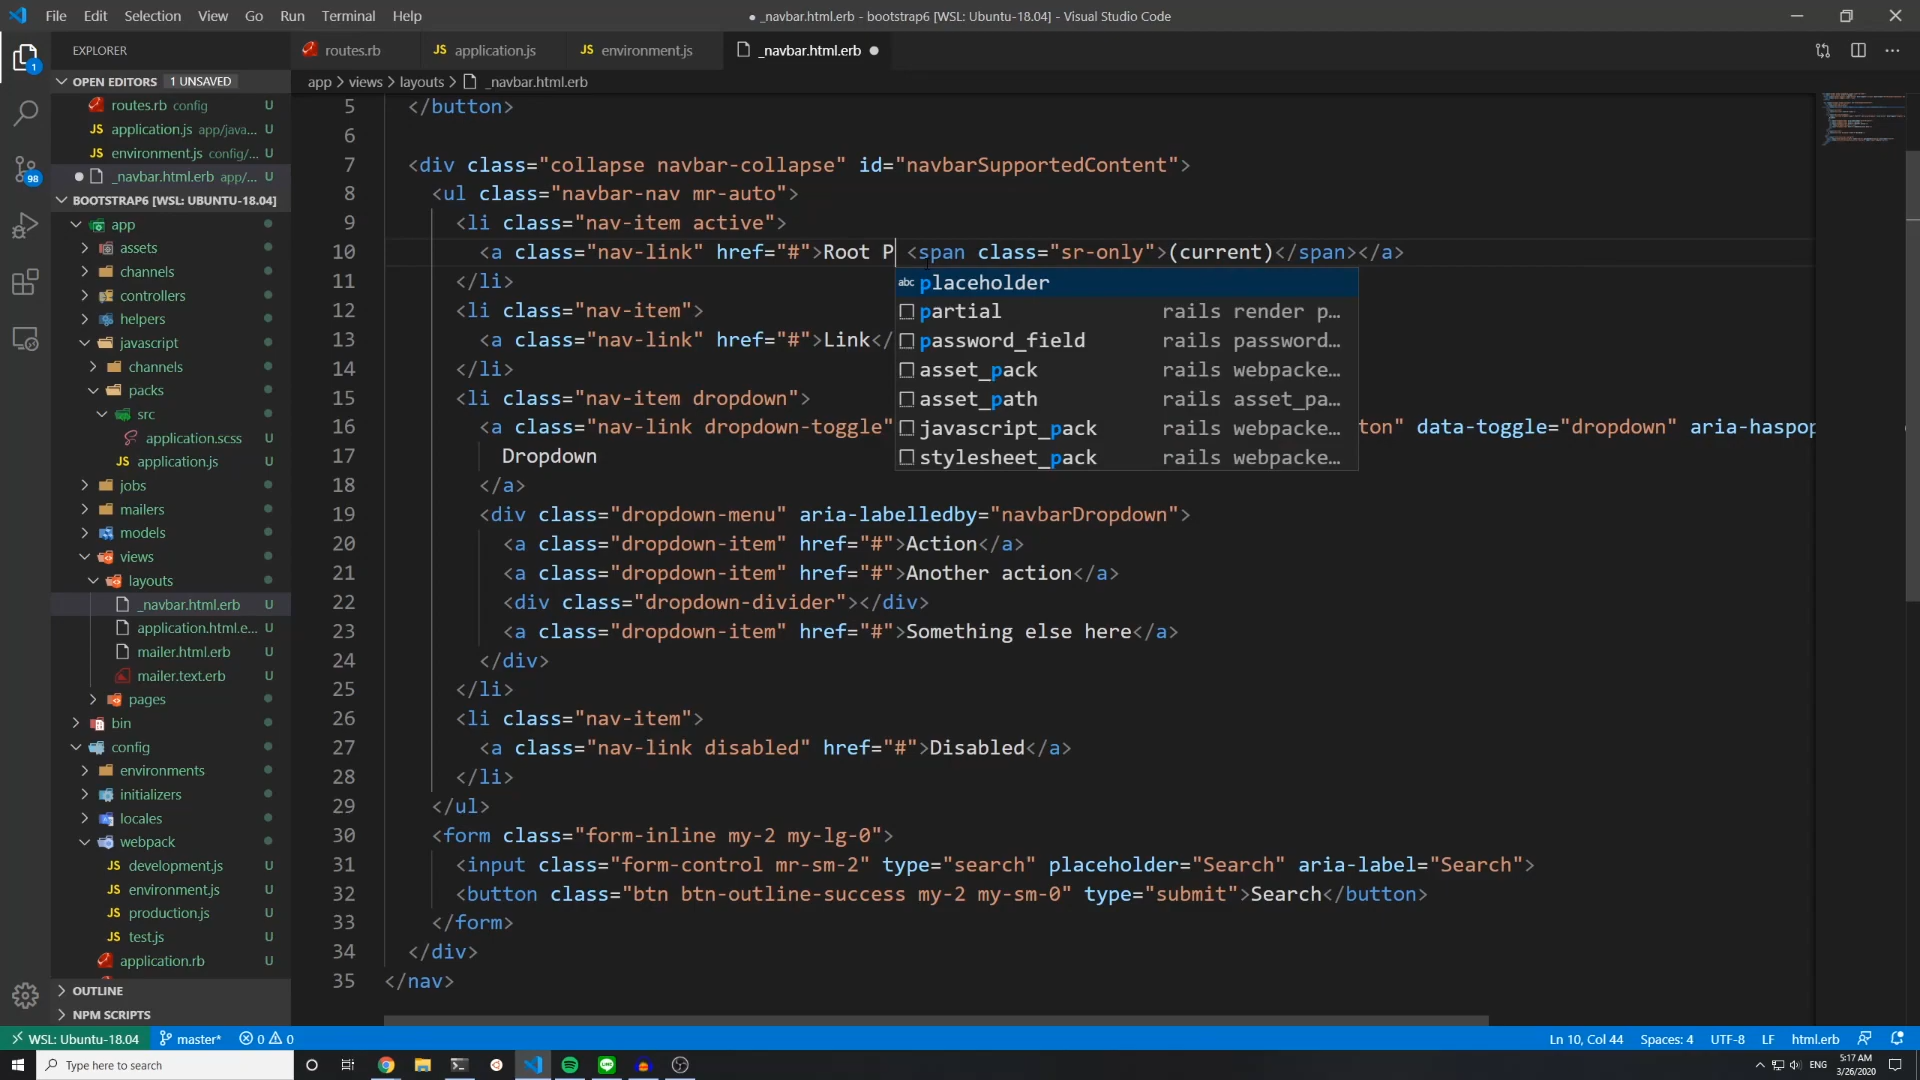 File Edit Selection View Go Run Terminal Help
● _navbar.html.erb - bootstrap6 [WSL: Ubuntu-18.04] - Visual Studio Code
EXPLORER
routes.rb
JS application.js
JS environment.js
_navbar.html.erb ●
OPEN EDITORS 1 UNSAVED
app > views > layouts > _navbar.html.erb
routes.rb config U
JS application.js app/java... U
JS environment.js config/... U
● _navbar.html.erb app/... U
BOOTSTRAP6 [WSL: UBUNTU-18.04]
app
assets
channels
controllers
helpers
javascript
channels
packs
src
application.scss U
JS application.js U
jobs
mailers
models
views
layouts
_navbar.html.erb U
application.html.e... U
mailer.html.erb U
mailer.text.erb U
pages
bin
config
environments
initializers
locales
webpack
JS development.js U
JS environment.js U
JS production.js U
JS test.js U
application.rb U
OUTLINE
NPM SCRIPTS
1
98
5 </button>
6
7 <div class="collapse navbar-collapse" id="navbarSupportedContent">
8 <ul class="navbar-nav mr-auto">
9 <li class="nav-item active">
10 <a class="nav-link" href="#">Root P <span class="sr-only">(current)</span></a>
11 </li>
12 <li class="nav-item">
13 <a class="nav-link" href="#">Link</
14 </li>
15 <li class="nav-item dropdown">
16 <a class="nav-link dropdown-toggle" ton" data-toggle="dropdown" aria-haspop
17 Dropdown
18 </a>
19 <div class="dropdown-menu" aria-labelledby="navbarDropdown">
20 <a class="dropdown-item" href="#">Action</a>
21 <a class="dropdown-item" href="#">Another action</a>
22 <div class="dropdown-divider"></div>
23 <a class="dropdown-item" href="#">Something else here</a>
24 </div>
25 </li>
26 <li class="nav-item">
27 <a class="nav-link disabled" href="#">Disabled</a>
28 </li>
29 </ul>
30 <form class="form-inline my-2 my-lg-0">
31 <input class="form-control mr-sm-2" type="search" placeholder="Search" aria-label="Search">
32 <button class="btn btn-outline-success my-2 my-sm-0" type="submit">Search</button>
33 </form>
34 </div>
35 </nav>
abc placeholder
partial rails render p...
password_field rails password...
asset_pack rails webpacke...
asset_path rails asset_pa...
javascript_pack rails webpacke...
stylesheet_pack rails webpacke...
WSL: Ubuntu-18.04 master* 0 0
Ln 10, Col 44 Spaces: 4 UTF-8 LF html.erb
Type here to search
ENG
5:17 AM
3/26/2020